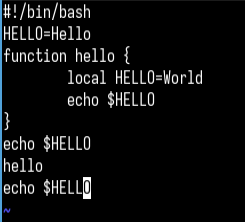 #!/bin/bash
HELLO=Hello
function hello {
        local HELLO=World
        echo $HELLO
}
echo $HELLO
hello
echo $HELLO
~